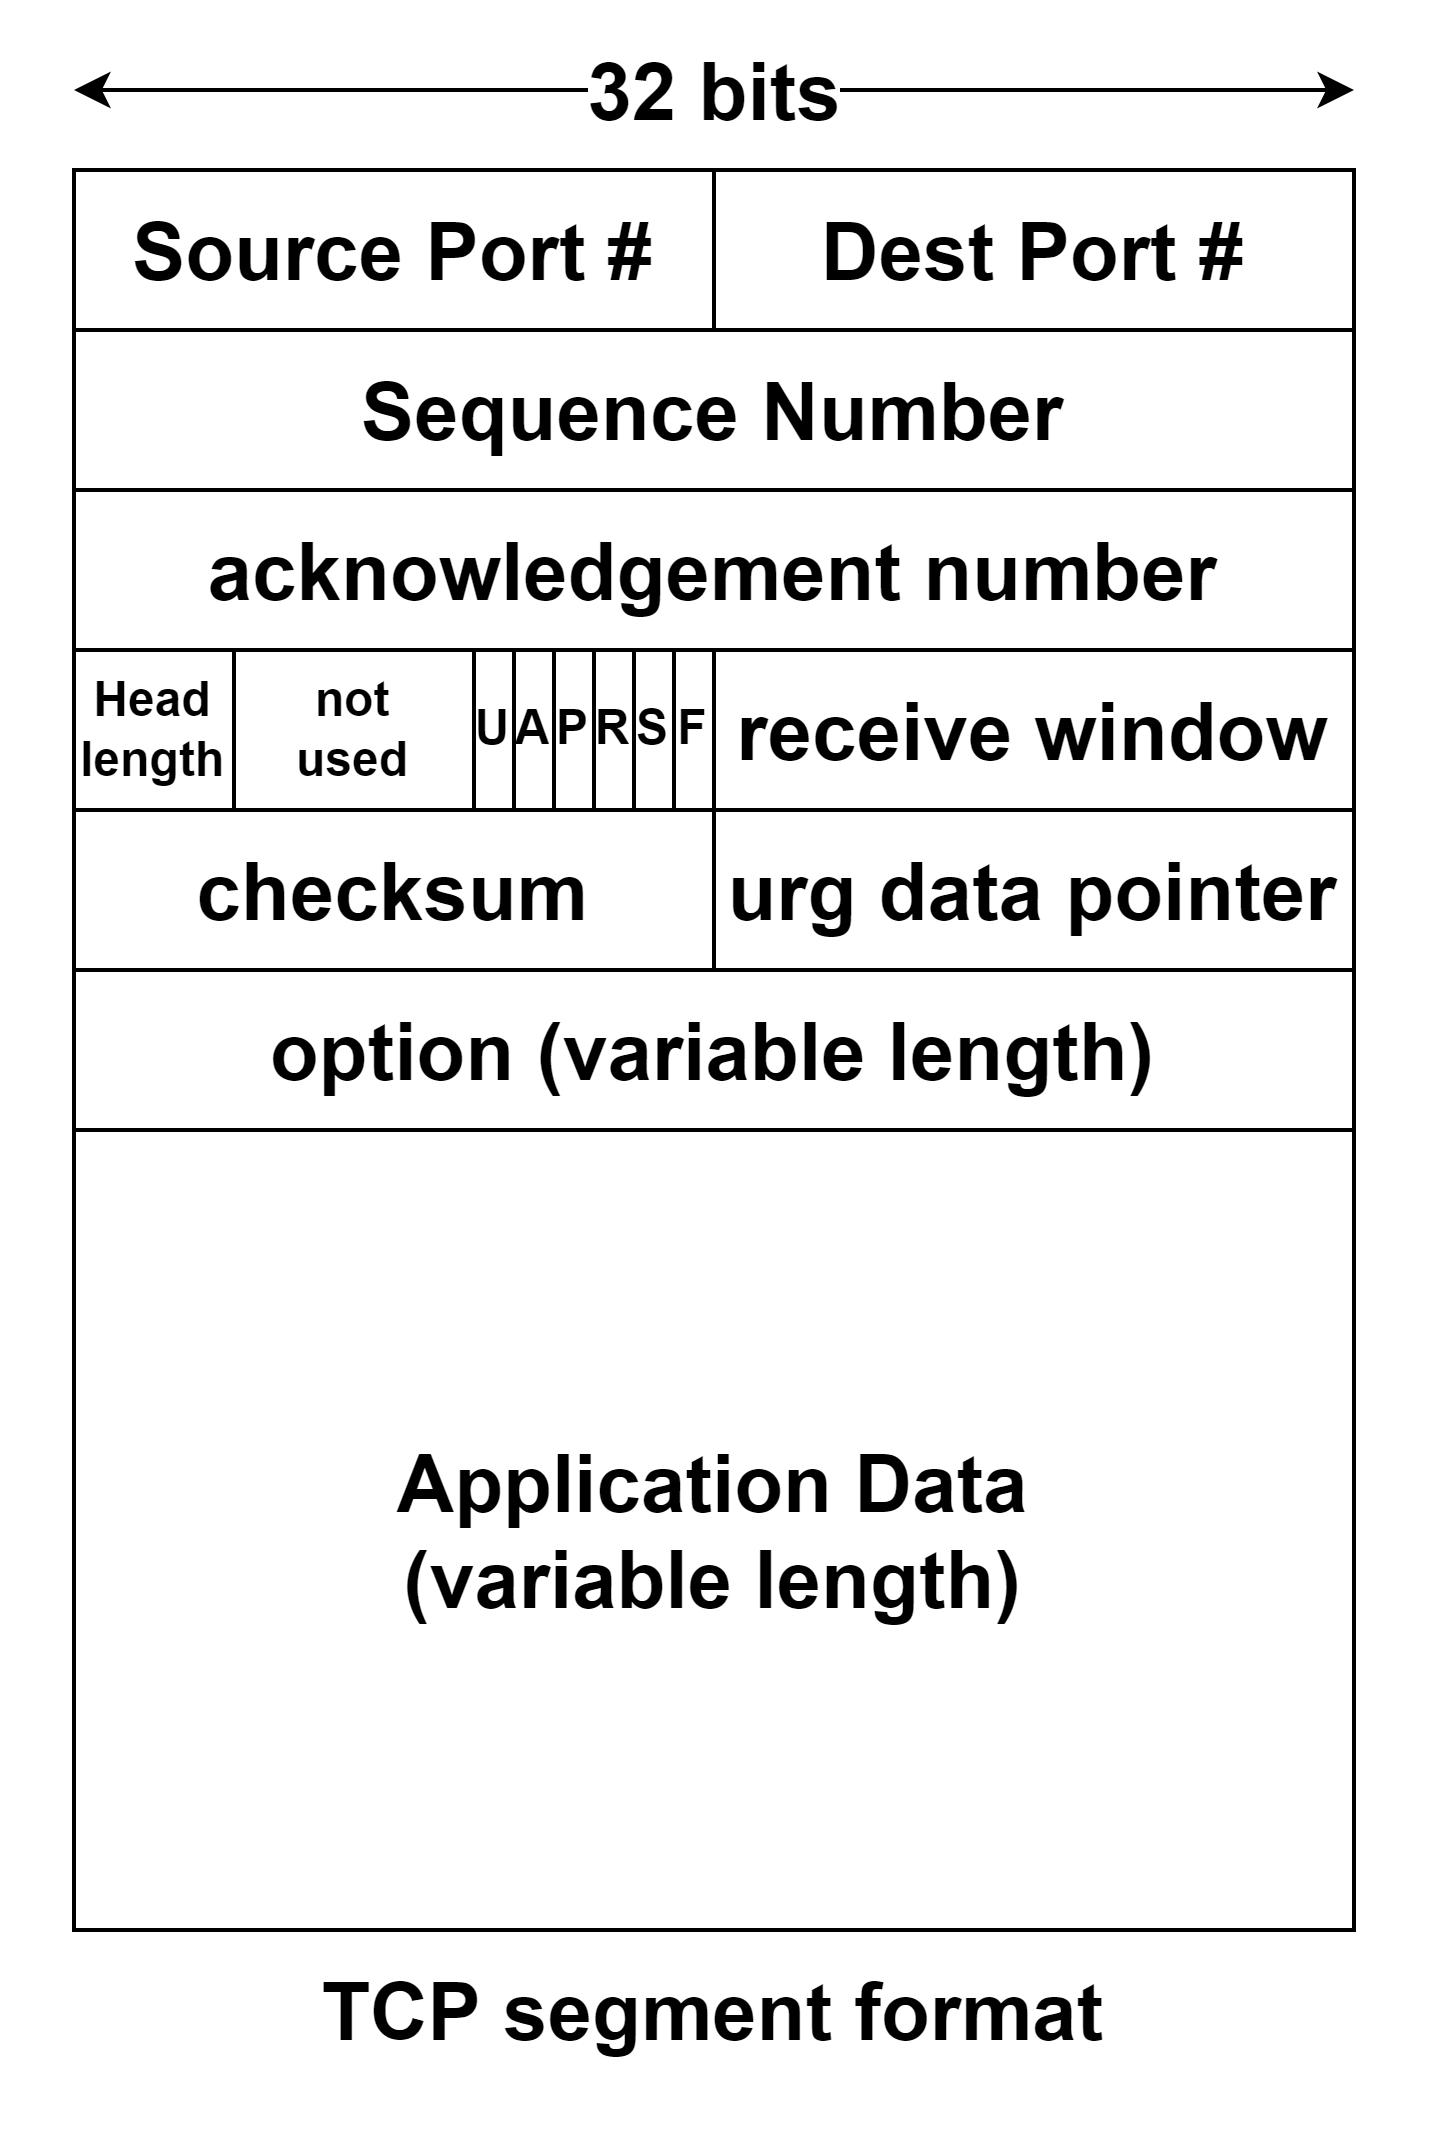 32 bits
Source Port # Dest Port #
Sequence Number
acknowledgement number
Head
length
not
used
U A P R S F
receive window
checksum urg data pointer
option (variable length)
Application Data
(variable length)
TCP segment format